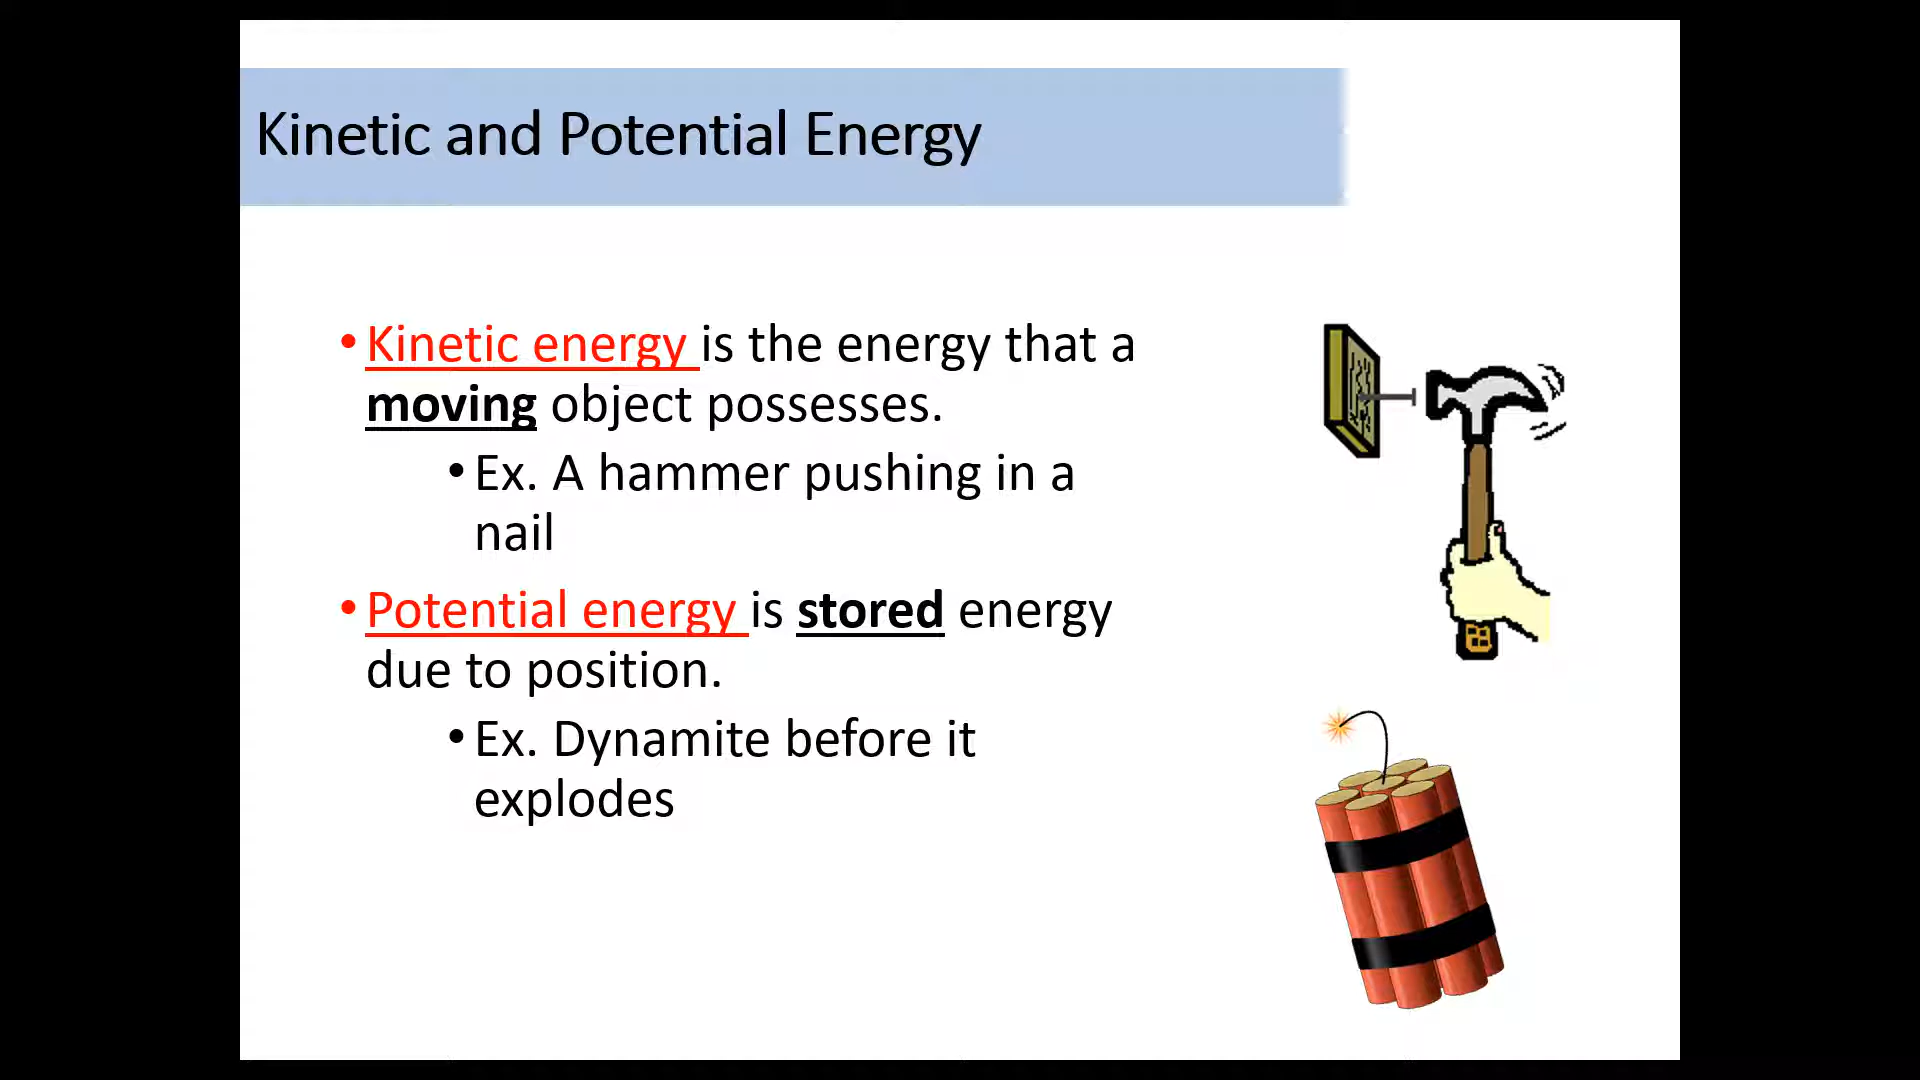 Kinetic and Potential Energy
• Kinetic energy is the energy that a
moving object possesses.
• Ex. A hammer pushing in a
nail
• Potential energy is stored energy
due to position.
• Ex. Dynamite before it
explodes